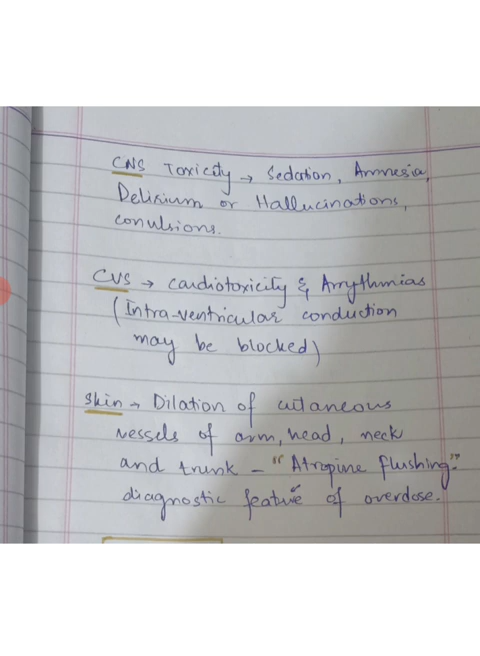 CNS Toxicity → Sedation, Amnesia,
Delirium or Hallucinations,
convulsions.
CVS → Cardiotoxicity & Arrythmias
(Intra-ventricular conduction
may be blocked)
Skin → Dilation of cutaneous
vessels of arm, head, neck
and trunk - "Atropine flushing"
diagnostic feature of overdose.